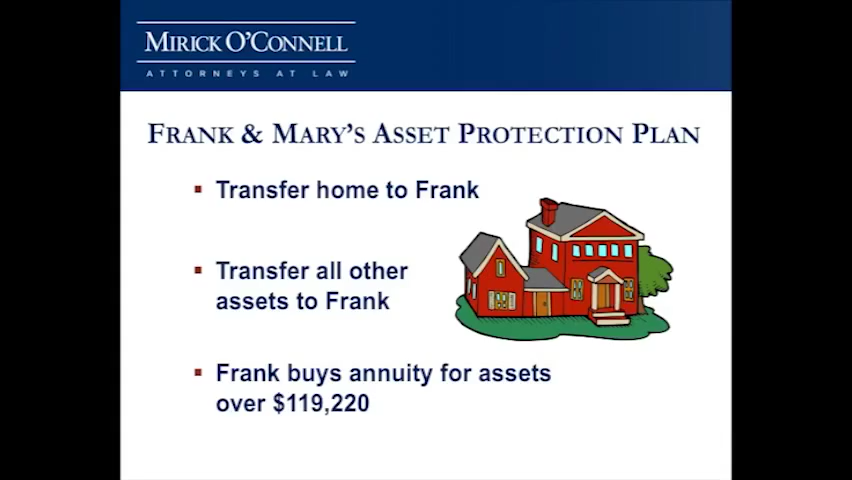 MIRICK O'CONNELL
ATTORNEYS AT LAW
FRANK & MARY'S ASSET PROTECTION PLAN
Transfer home to Frank
Transfer all other
assets to Frank
Frank buys annuity for assets
over $119,220